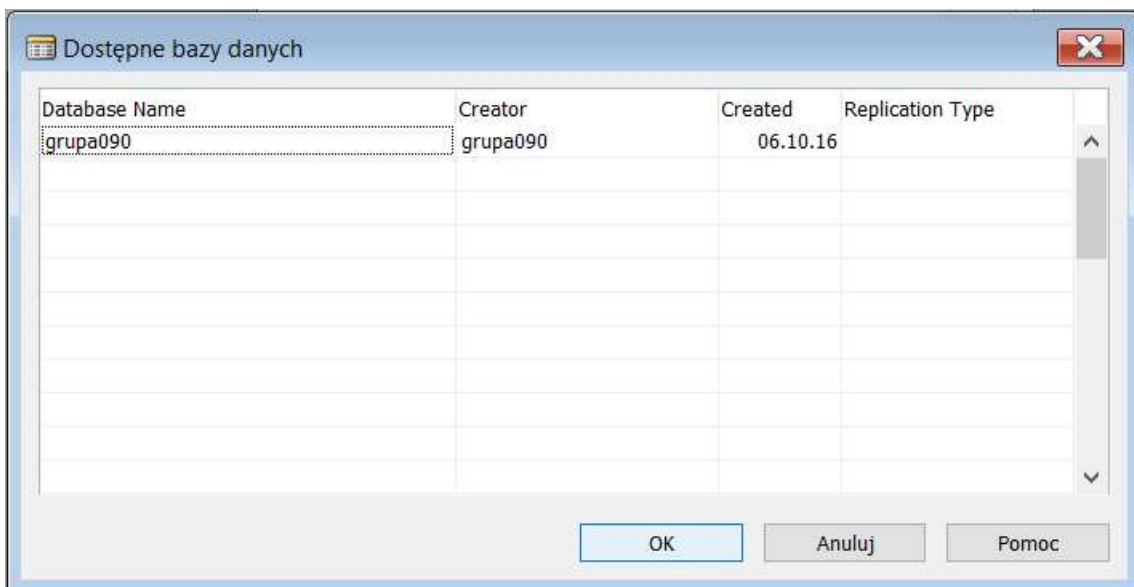 Dostępne bazy danych
Database Name Creator Created Replication Type
grupa090 grupa090 06.10.16
OK Anuluj Pomoc